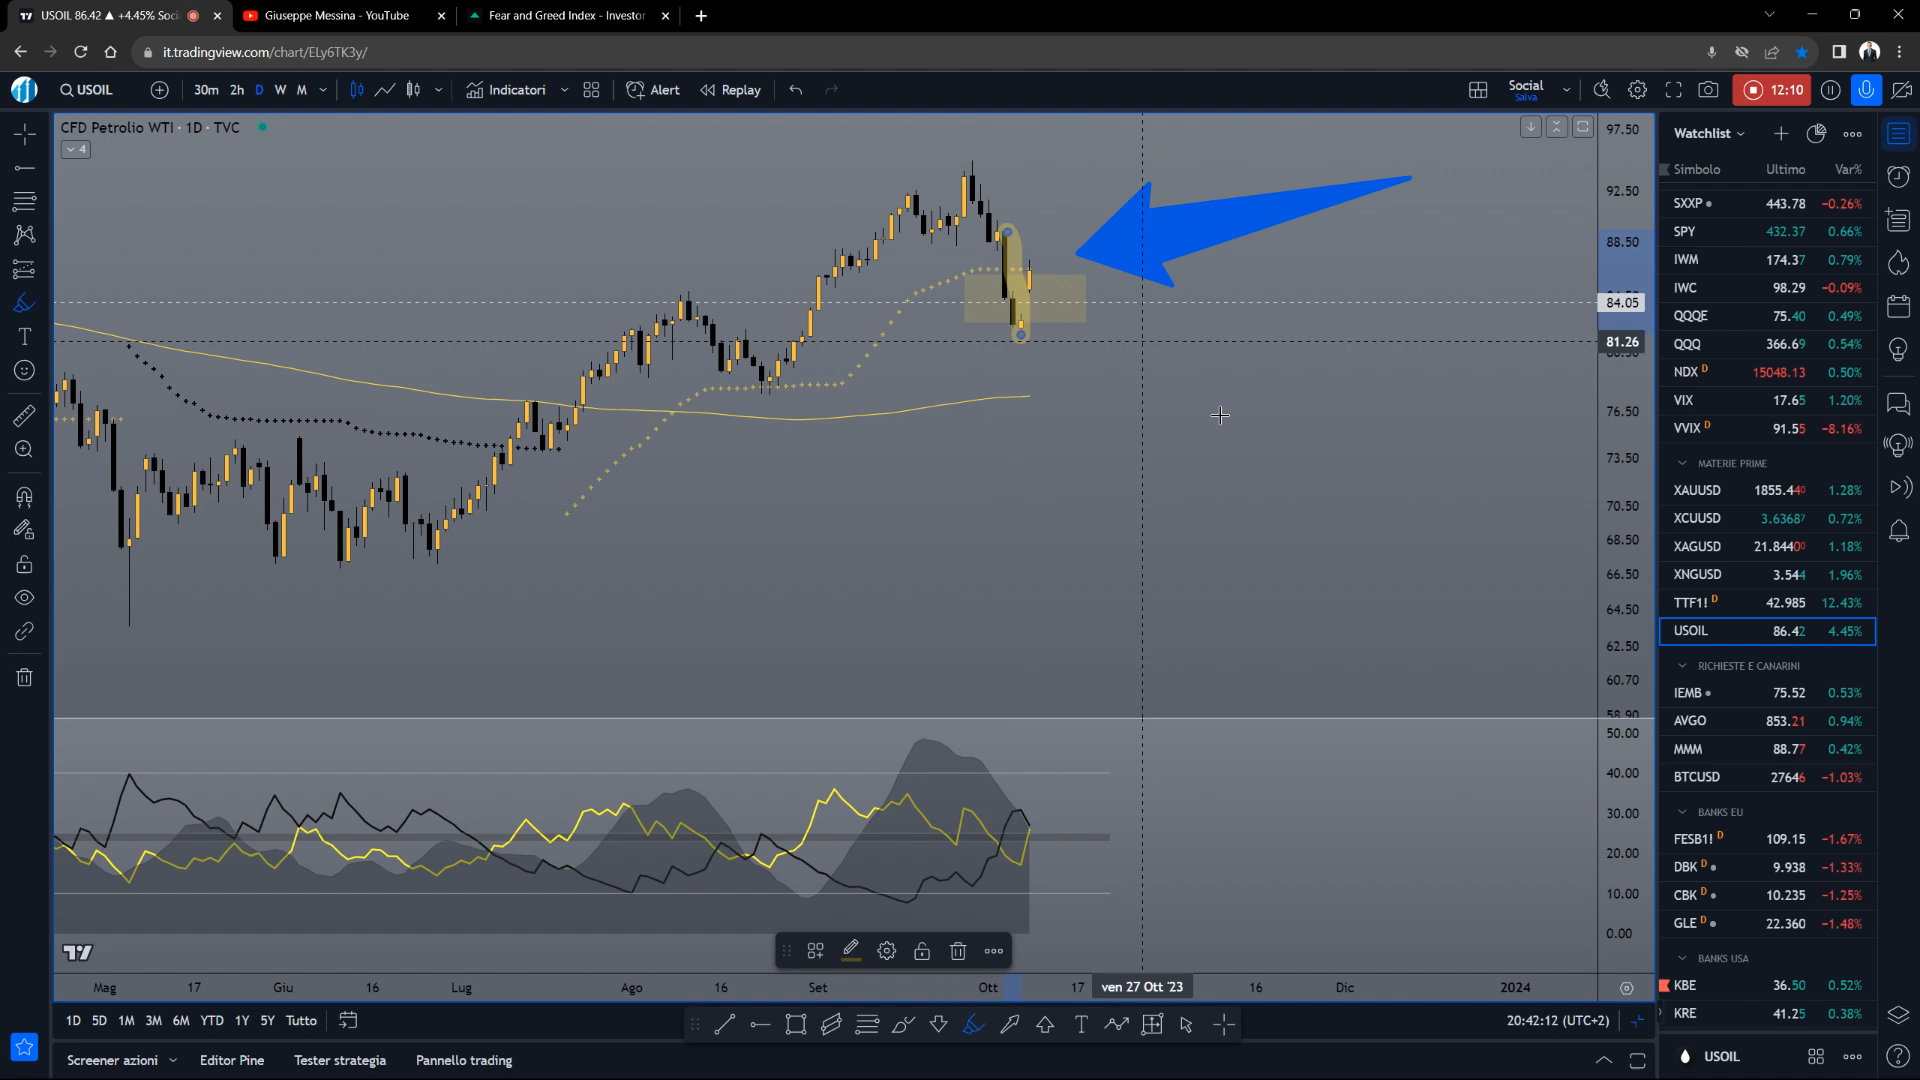 USOIL 86.42 ▲ +4.45% Soci
Giuseppe Messina - YouTube
Fear and Greed Index - Investor
it.tradingview.com/chart/ELy6TK3y/
USOIL
30m 2h D W M
Indicatori
Alert
Replay
Social
Salva
12:10
CFD Petrolio WTI · 1D · TVC
4
97.50
92.50
88.50
84.05
81.26
76.50
73.50
70.50
68.50
66.50
64.50
62.50
60.70
58.90
50.00
40.00
30.00
20.00
10.00
0.00
Mag 17 Giu 16 Lug Ago 16 Set Ott 17 ven 27 Ott '23 16 Dic 2024
1D 5D 1M 3M 6M YTD 1Y 5Y Tutto
20:42:12 (UTC+2)
Screener azioni Editor Pine Tester strategia Pannello trading
Watchlist
Simbolo Ultimo Var%
SXXP 443.78 −0.26%
SPY 432.37 0.66%
IWM 174.37 0.79%
IWC 98.29 −0.09%
QQQE 75.40 0.49%
QQQ 366.69 0.54%
NDX D 15048.13 0.50%
VIX 17.65 1.20%
VVIX D 91.55 −8.16%
MATERIE PRIME
XAUUSD 1855.440 1.28%
XCUUSD 3.63687 0.72%
XAGUSD 21.8440 1.18%
XNGUSD 3.544 1.96%
TTF1! D 42.985 12.43%
USOIL 86.42 4.45%
RICHIESTE E CANARINI
IEMB 75.52 0.53%
AVGO 853.21 0.94%
MMM 88.77 0.42%
BTCUSD 27646 −1.03%
BANKS EU
FESB1! D 109.15 −1.67%
DBK D 9.938 −1.33%
CBK D 10.235 −1.25%
GLE D 22.360 −1.48%
BANKS USA
KBE 36.50 0.52%
KRE 41.25 0.38%
USOIL